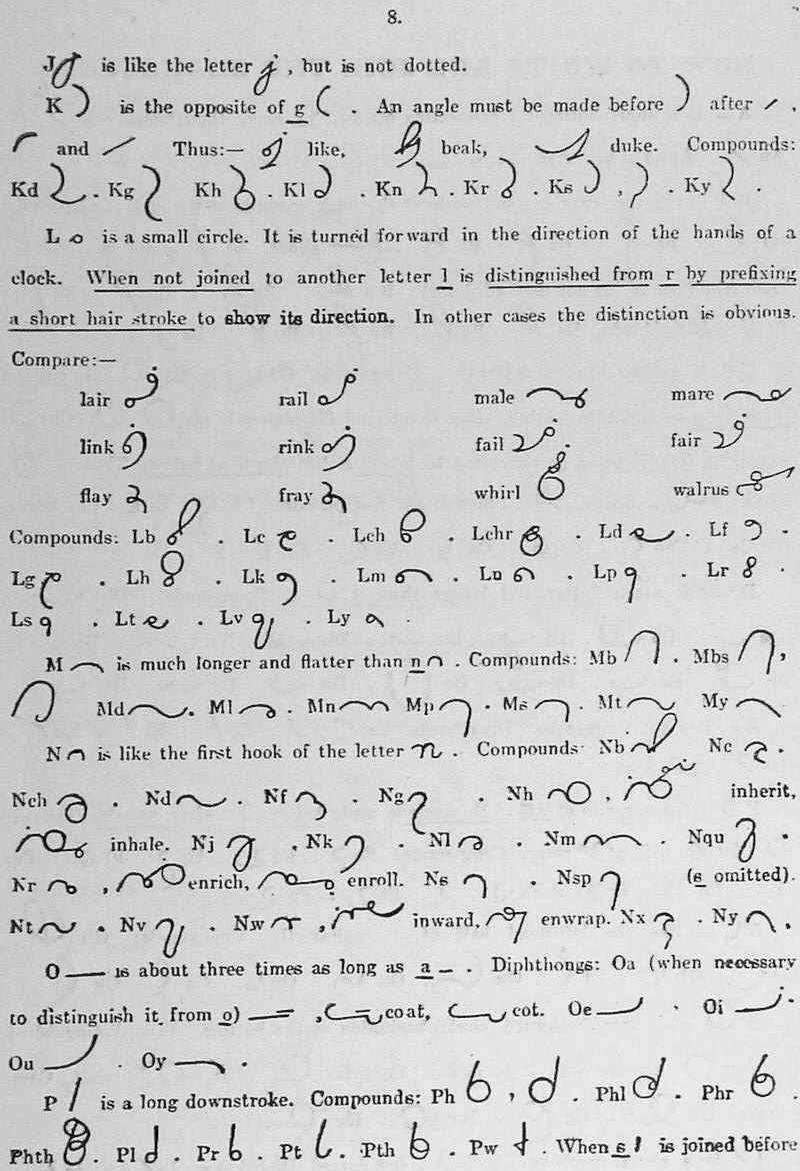 8.
J is like the letter j, but is not dotted.
K is the opposite of g . An angle must be made before after ,
and Thus:— like, beak, duke. Compounds:
Kd . Kg Kh . Kl . Kn . Kr . Ks , . Ky .
L is a small circle. It is turned forward in the direction of the hands of a
clock. When not joined to another letter l is distinguished from r by prefixing
a short hair stroke to show its direction. In other cases the distinction is obvious.
Compare:—
lair rail male mare
link rink fail . fair
flay fray whirl walrus
Compounds: Lb . Lc . Lch . Lchr . Ld . Lf .
Lg . Lh . Lk . Lm . Ln . Lp . Lr .
Ls . Lt . Lv . Ly .
M is much longer and flatter than n . Compounds: Mb . Mbs ,
Md . Ml . Mn . Mp . Ms . Mt . My
N is like the first hook of the letter n . Compounds Nb Nc .
Nch . Nd . Nf . Ng . Nh , inherit,
inhale. Nj . Nk . Nl . Nm . Nqu .
Nr , enrich, enroll. Ns . Nsp (s omitted).
Nt . Nv . Nw , inward, enwrap. Nx . Ny ,
O is about three times as long as a . Diphthongs: Oa (when necessary
to distinguish it from o) , coat, cot. Oe . Oi .
Ou . Oy .
P is a long downstroke. Compounds: Ph , . Phl . Phr .
Phth . Pl . Pr . Pt . Pth . Pw . When s is joined before